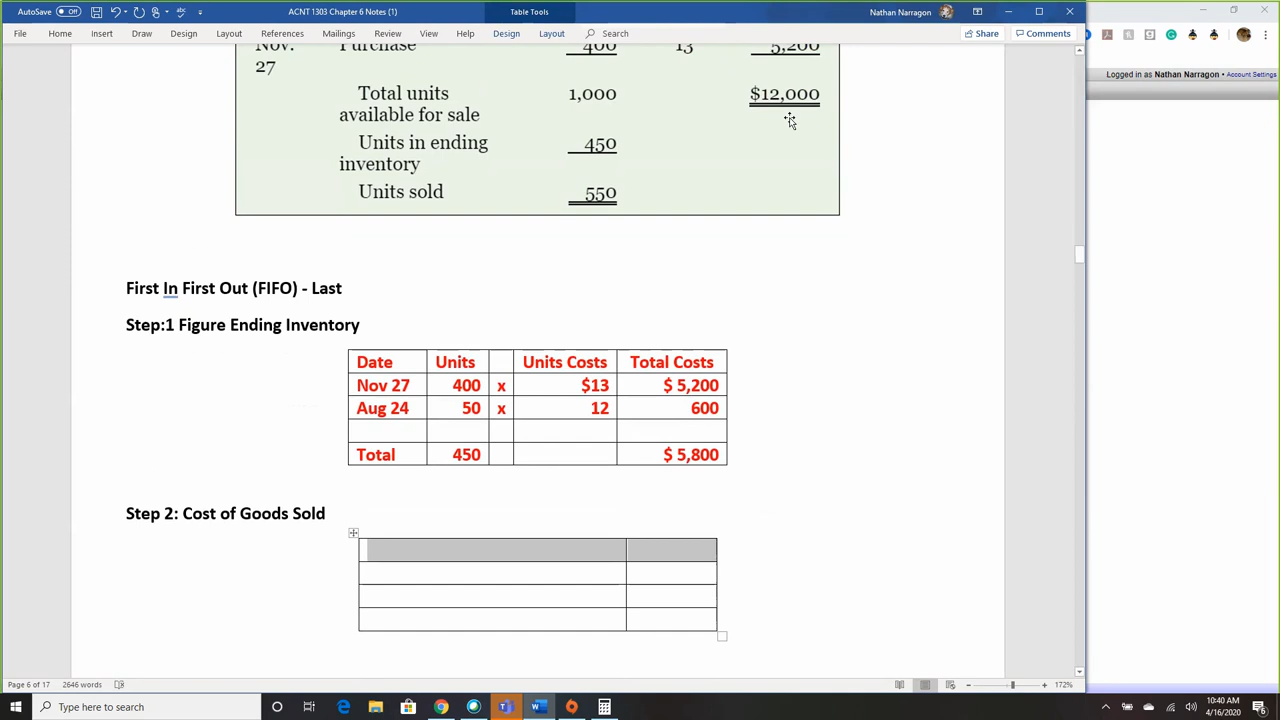 AutoSave Off
ACNT 1303 Chapter 6 Notes (1)
Table Tools
Nathan Narragon
File Home Insert Draw Design Layout References Mailings Review View Help Design Layout Search Share Comments
Logged in as Nathan Narragon • Account Settings
Nov. Purchase 400 13 5,200
27
Total units 1,000 $12,000
available for sale
Units in ending 450
inventory
Units sold 550
First In First Out (FIFO) - Last
Step:1 Figure Ending Inventory
Date Units Units Costs Total Costs
Nov 27 400 x $13 $ 5,200
Aug 24 50 x 12 600
Total 450 $ 5,800
Step 2: Cost of Goods Sold
Page 6 of 17 2646 words 172%
Type here to search
10:40 AM
4/16/2020